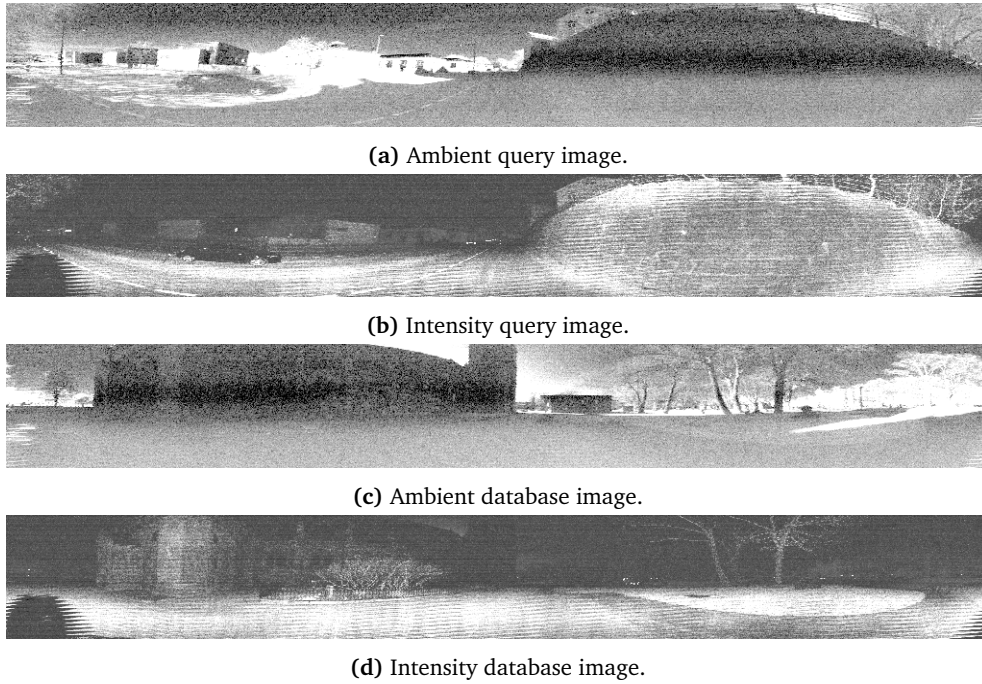 (a) Ambient query image.
(b) Intensity query image.
(c) Ambient database image.
(d) Intensity database image.